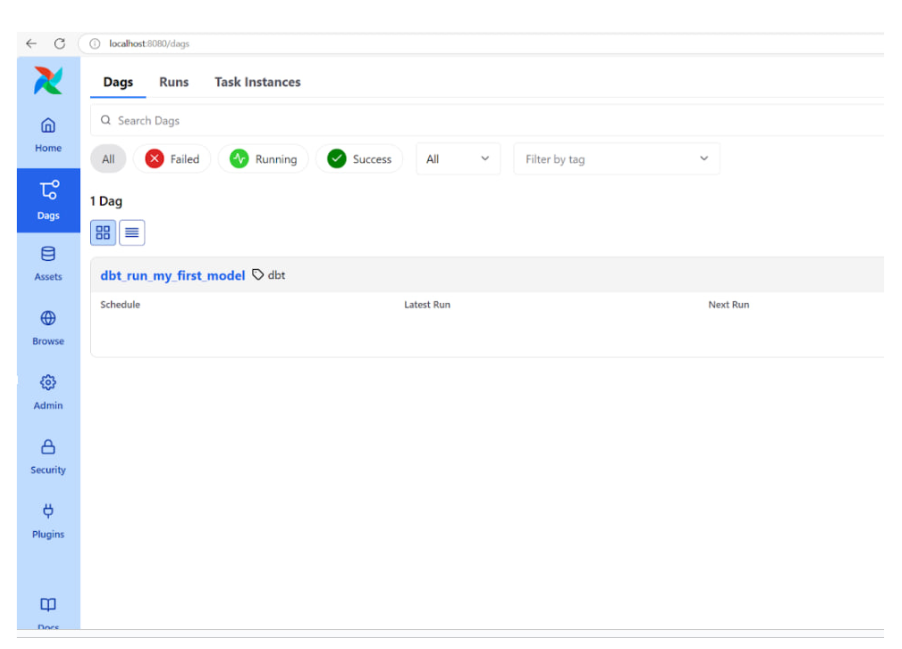 localhost:8080/dags
Dags Runs Task Instances
Search Dags
Home
All Failed Running Success All Filter by tag
Dags
1 Dag
Assets
dbt_run_my_first_model dbt
Schedule Latest Run Next Run
Browse
Admin
Security
Plugins
Docs